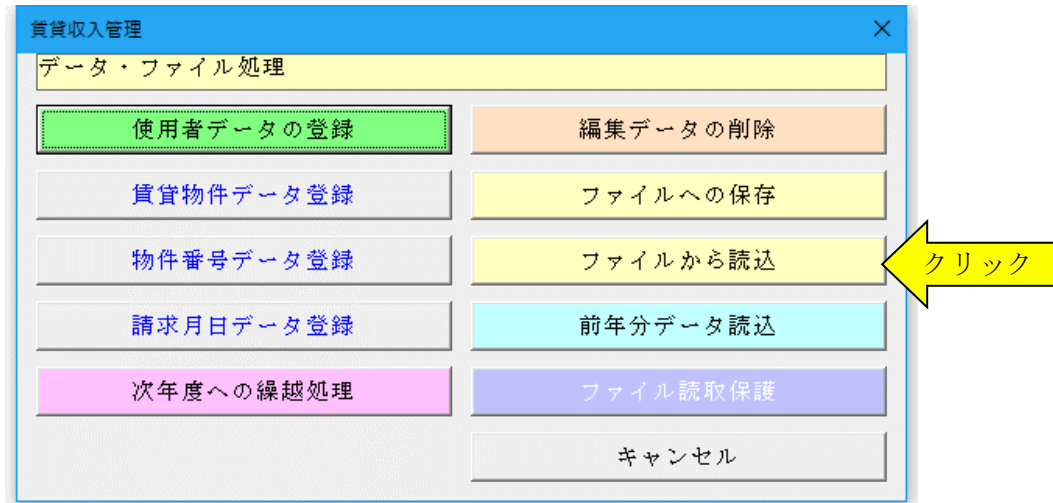 賃貸収入管理
データ・ファイル処理
使用者データの登録
編集データの削除
賃貸物件データ登録
ファイルへの保存
物件番号データ登録
ファイルから読込
クリック
請求月日データ登録
前年分データ読込
次年度への繰越処理
ファイル読取保護
キャンセル